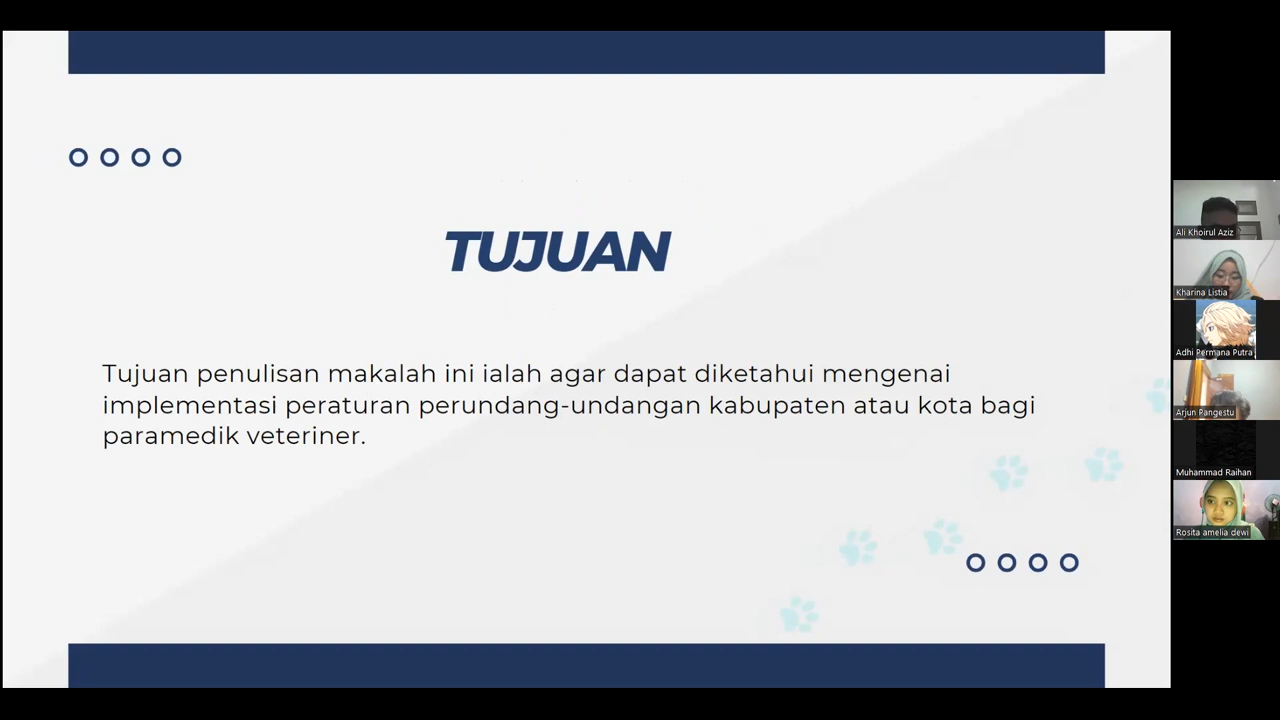 TUJUAN
Tujuan penulisan makalah ini ialah agar dapat diketahui mengenai
implementasi peraturan perundang-undangan kabupaten atau kota bagi
paramedik veteriner.
Ali Khoirul Aziz
Kharina Listia
Adhi Permana Putra
Arjun Pangestu
Muhammad Raihan
Rosita amelia dewi